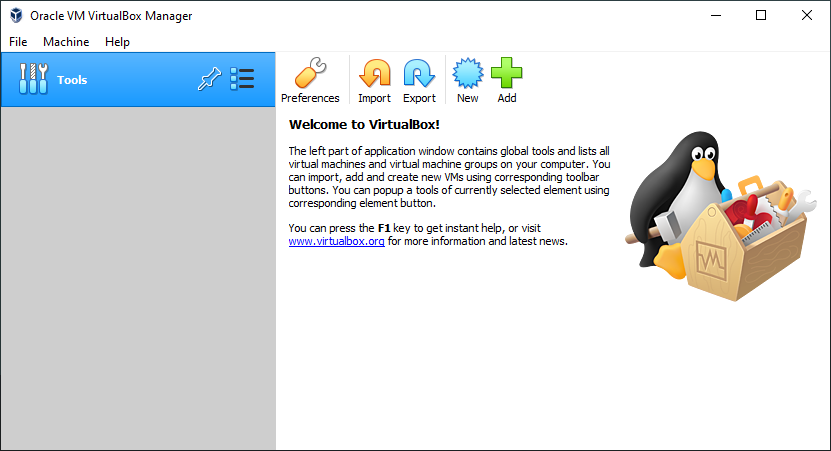 Oracle VM VirtualBox Manager
File Machine Help
Tools
Preferences Import Export New Add
Welcome to VirtualBox!
The left part of application window contains global tools and lists all
virtual machines and virtual machine groups on your computer. You
can import, add and create new VMs using corresponding toolbar
buttons. You can popup a tools of currently selected element using
corresponding element button.
You can press the F1 key to get instant help, or visit
www.virtualbox.org for more information and latest news.